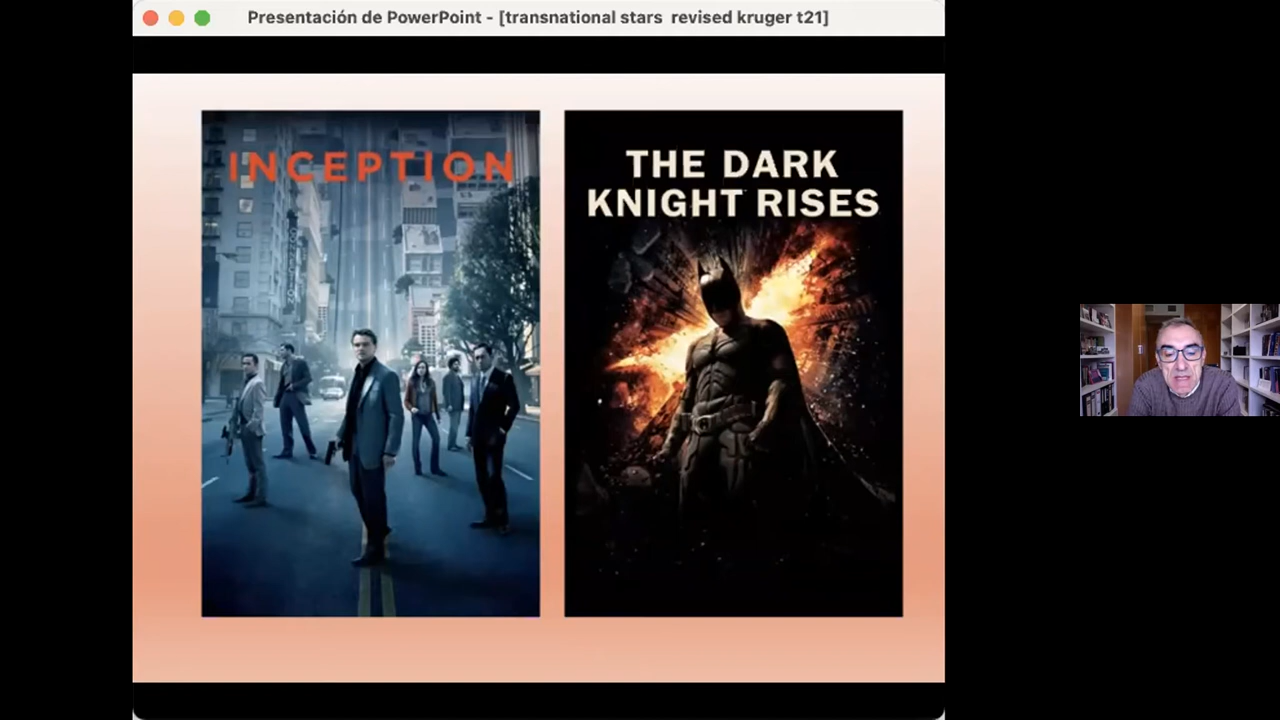 Presentación de PowerPoint - [transnational stars  revised kruger t21]
INCEPTION
THE DARK
KNIGHT RISES